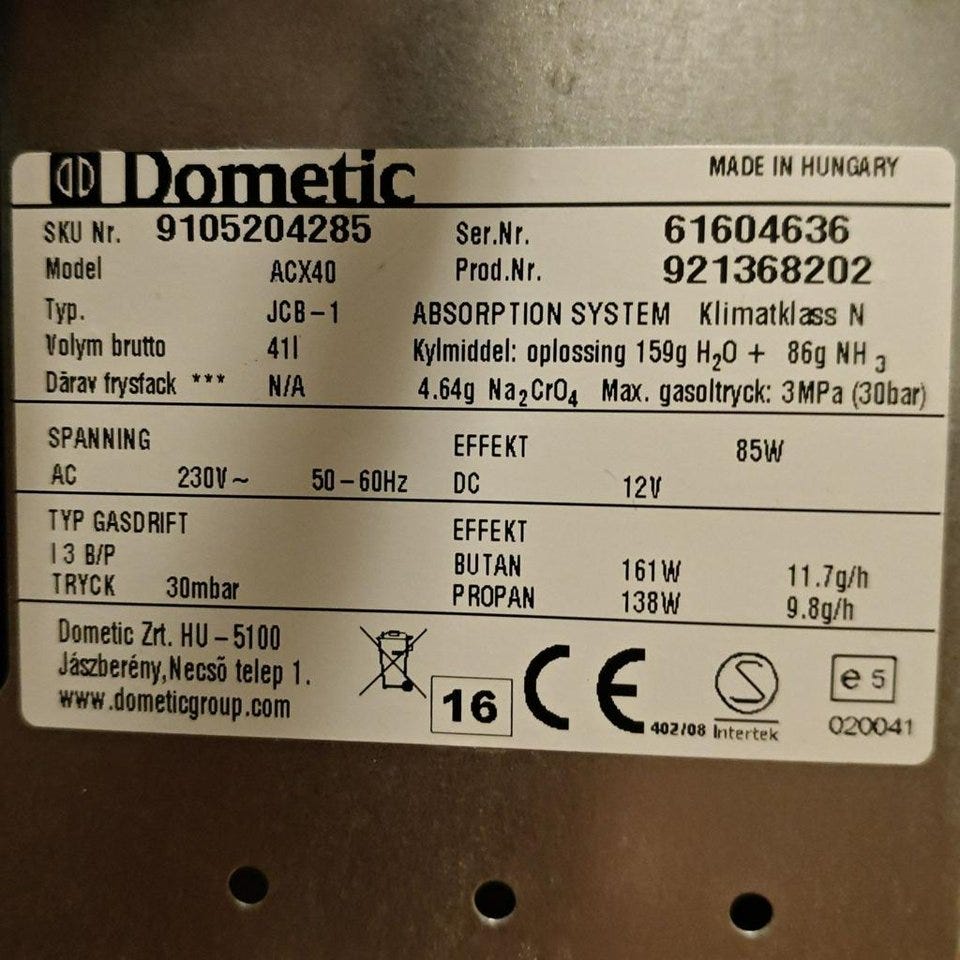 Dometic MADE IN HUNGARY
SKU Nr. 9105204285 Ser.Nr. 61604636
Model ACX40 Prod.Nr. 921368202
Typ. JCB-1 ABSORPTION SYSTEM Klimatklass N
Volym brutto 41l Kylmiddel: oplossing 159g H₂O + 86g NH₃
Därav frysfack *** N/A 4.64g Na₂CrO₄ Max. gasoltryck: 3MPa (30bar)
SPANNING EFFEKT 85W
AC 230V~ 50-60Hz DC 12V
TYP GASDRIFT EFFEKT
I 3 B/P BUTAN 161W 11.7g/h
TRYCK 30mbar PROPAN 138W 9.8g/h
Dometic Zrt. HU-5100
Jászberény,Necsõ telep 1.
www.dometicgroup.com
16 CE 402/08 S Intertek e5 020041